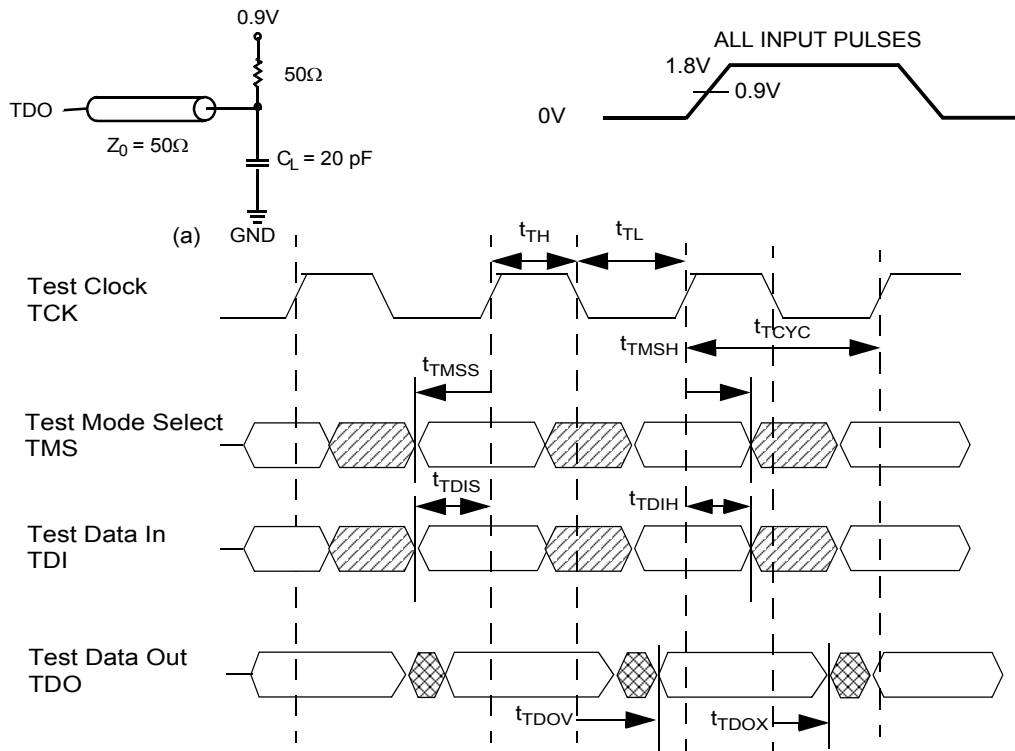 0.9V
50Ω
TDO
Z0 = 50Ω
CL = 20 pF
(a) GND
ALL INPUT PULSES
1.8V
0.9V
0V
tTH
tTL
Test Clock
TCK
tTMSH
tTCYC
tTMSS
Test Mode Select
TMS
tTDIS
tTDIH
Test Data In
TDI
Test Data Out
TDO
tTDOV
tTDOX